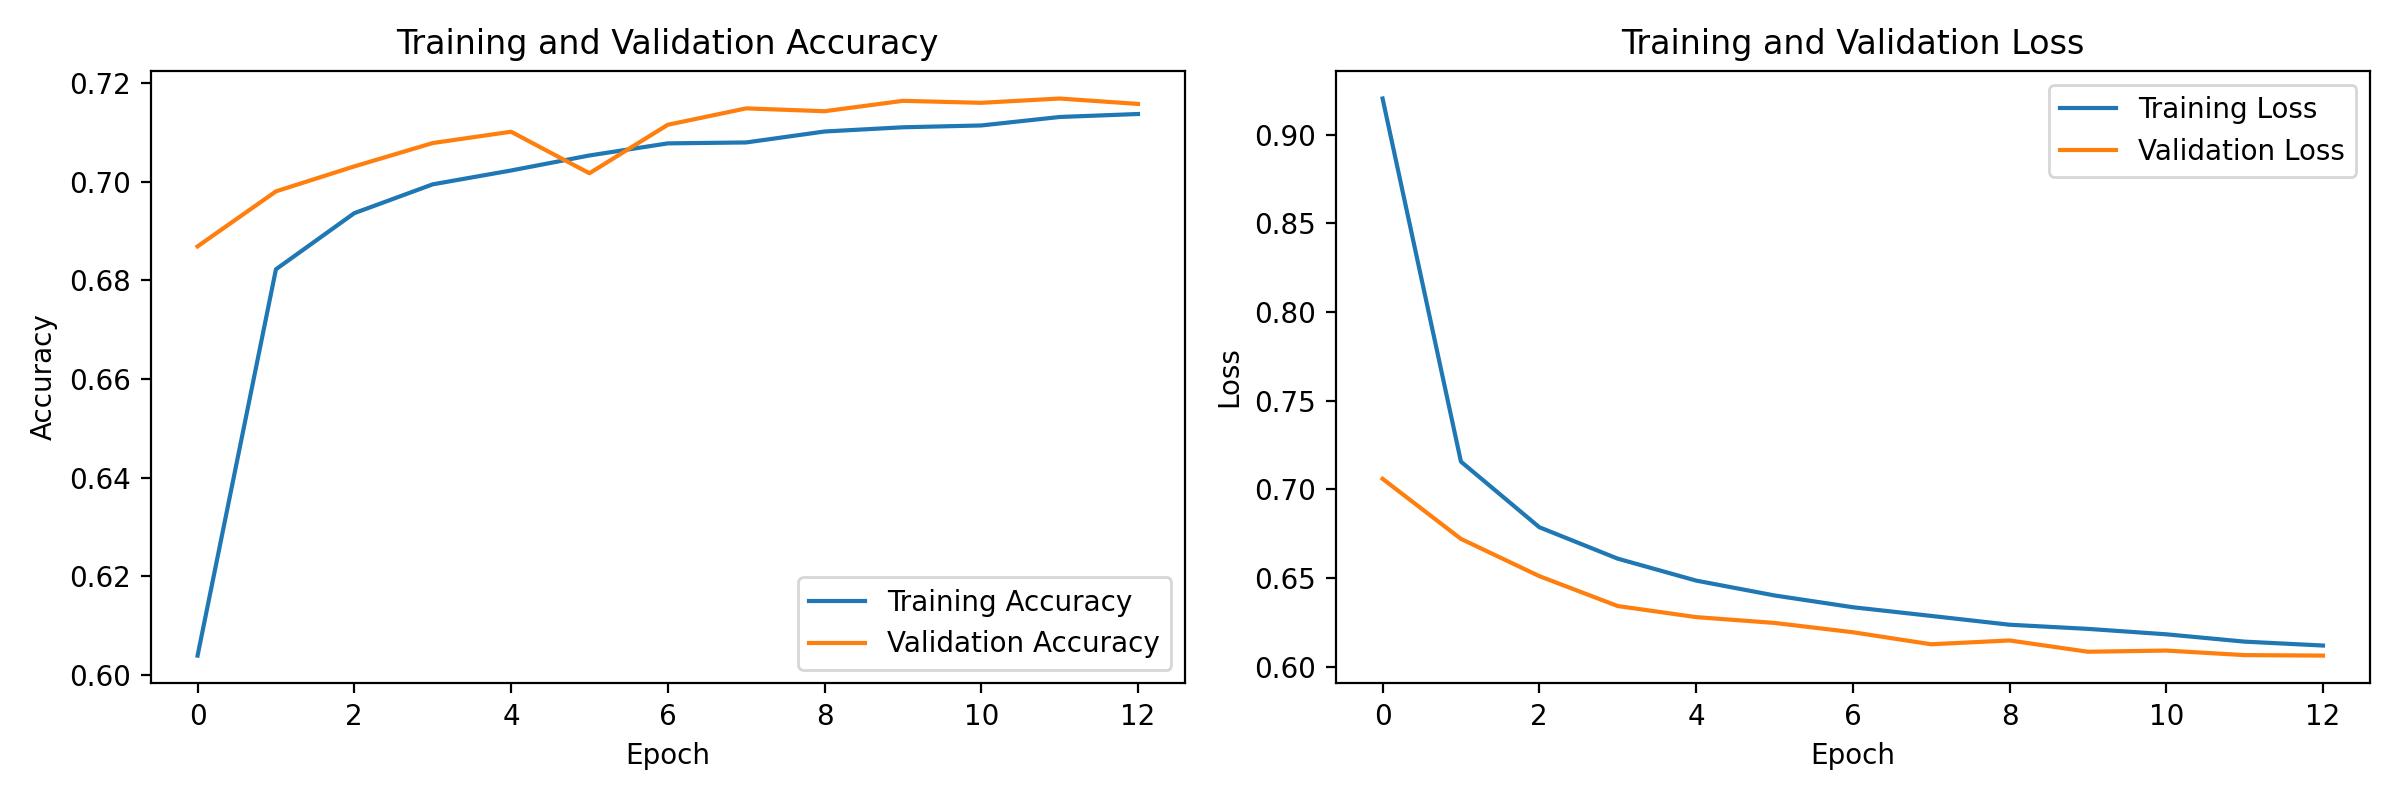 Training and Validation Accuracy
0.72
0.70
0.68
0.66
0.64
0.62
0.60
Accuracy
0 2 4 6 8 10 12
Epoch
Training Accuracy
Validation Accuracy
Training and Validation Loss
0.90
0.85
0.80
0.75
0.70
0.65
0.60
Loss
0 2 4 6 8 10 12
Epoch
Training Loss
Validation Loss